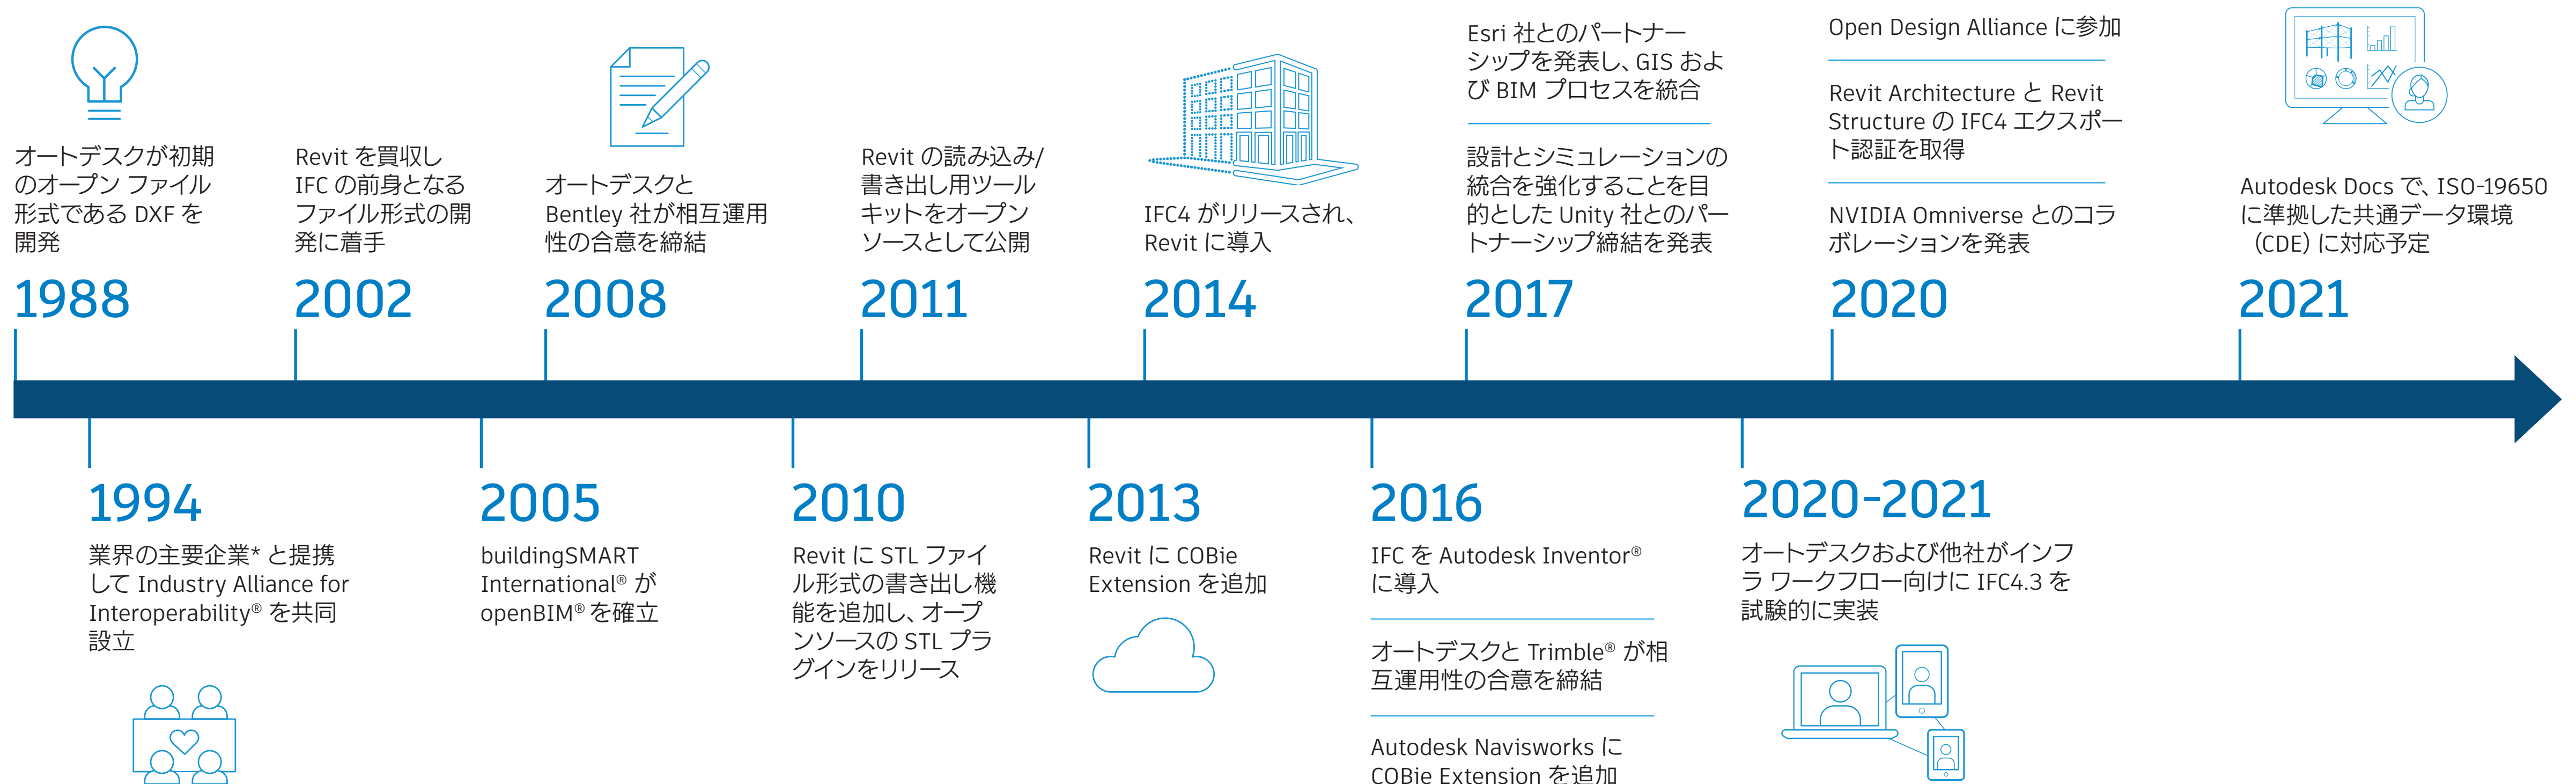 オートデスクが初期
のオープン ファイル
形式である DXF を
開発
1988
Revit を買収し
IFC の前身となる
ファイル形式の開
発に着手
2002
オートデスクと
Bentley 社が相互運用
性の合意を締結
2008
Revit の読み込み/
書き出し用ツール
キットをオープン
ソースとして公開
2011
IFC4 がリリースされ、
Revit に導入
2014
Esri 社とのパートナー
シップを発表し、GIS およ
び BIM プロセスを統合
設計とシミュレーションの
統合を強化することを目
的とした Unity 社とのパー
トナーシップ締結を発表
2017
Open Design Alliance に参加
Revit Architecture と Revit
Structure の IFC4 エクスポー
ト認証を取得
NVIDIA Omniverse とのコラ
ボレーションを発表
2020
Autodesk Docs で、ISO-19650
に準拠した共通データ環境
（CDE）に対応予定
2021
1994
業界の主要企業* と提携
して Industry Alliance for
Interoperability® を共同
設立
2005
buildingSMART
International® が
openBIM® を確立
2010
Revit に STL ファイ
ル形式の書き出し機
能を追加し、オープ
ンソースの STL プラ
グインをリリース
2013
Revit に COBie
Extension を追加
2016
IFC を Autodesk Inventor®
に導入
オートデスクと Trimble® が相
互運用性の合意を締結
Autodesk Navisworks に
COBie Extension を追加
2020-2021
オートデスクおよび他社がインフ
ラ ワークフロー向けに IFC4.3 を
試験的に実装